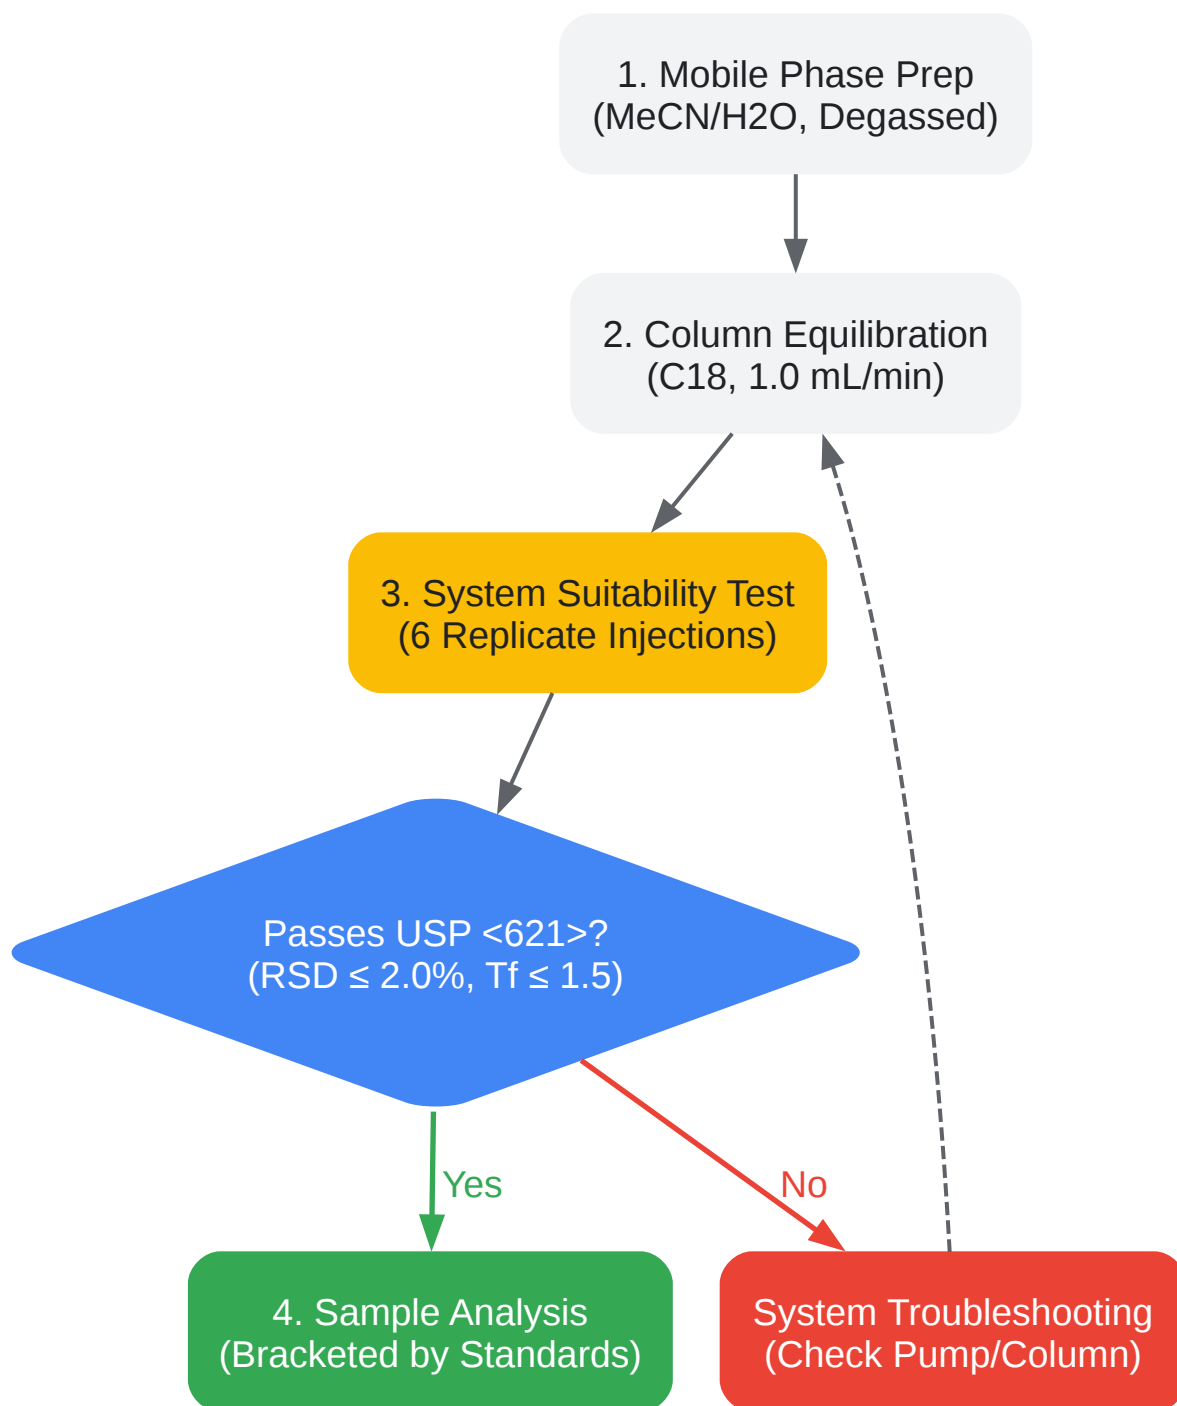 1. Mobile Phase Prep
(MeCN/H2O, Degassed)
2. Column Equilibration
(C18, 1.0 mL/min)
3. System Suitability Test
(6 Replicate Injections)
Passes USP <621>?
(RSD ≤ 2.0%, Tf ≤ 1.5)
Yes
No
4. Sample Analysis
(Bracketed by Standards)
System Troubleshooting
(Check Pump/Column)